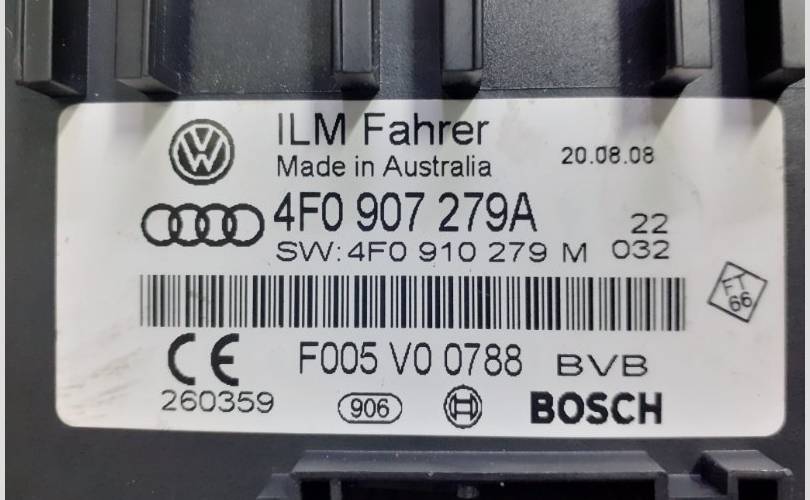 ILM Fahrer
Made in Australia
20.08.08
4F0 907 279A
22
SW:4F0 910 279 M
032
FT
66
CE
F005 V0 0788
BVB
260359
906
BOSCH